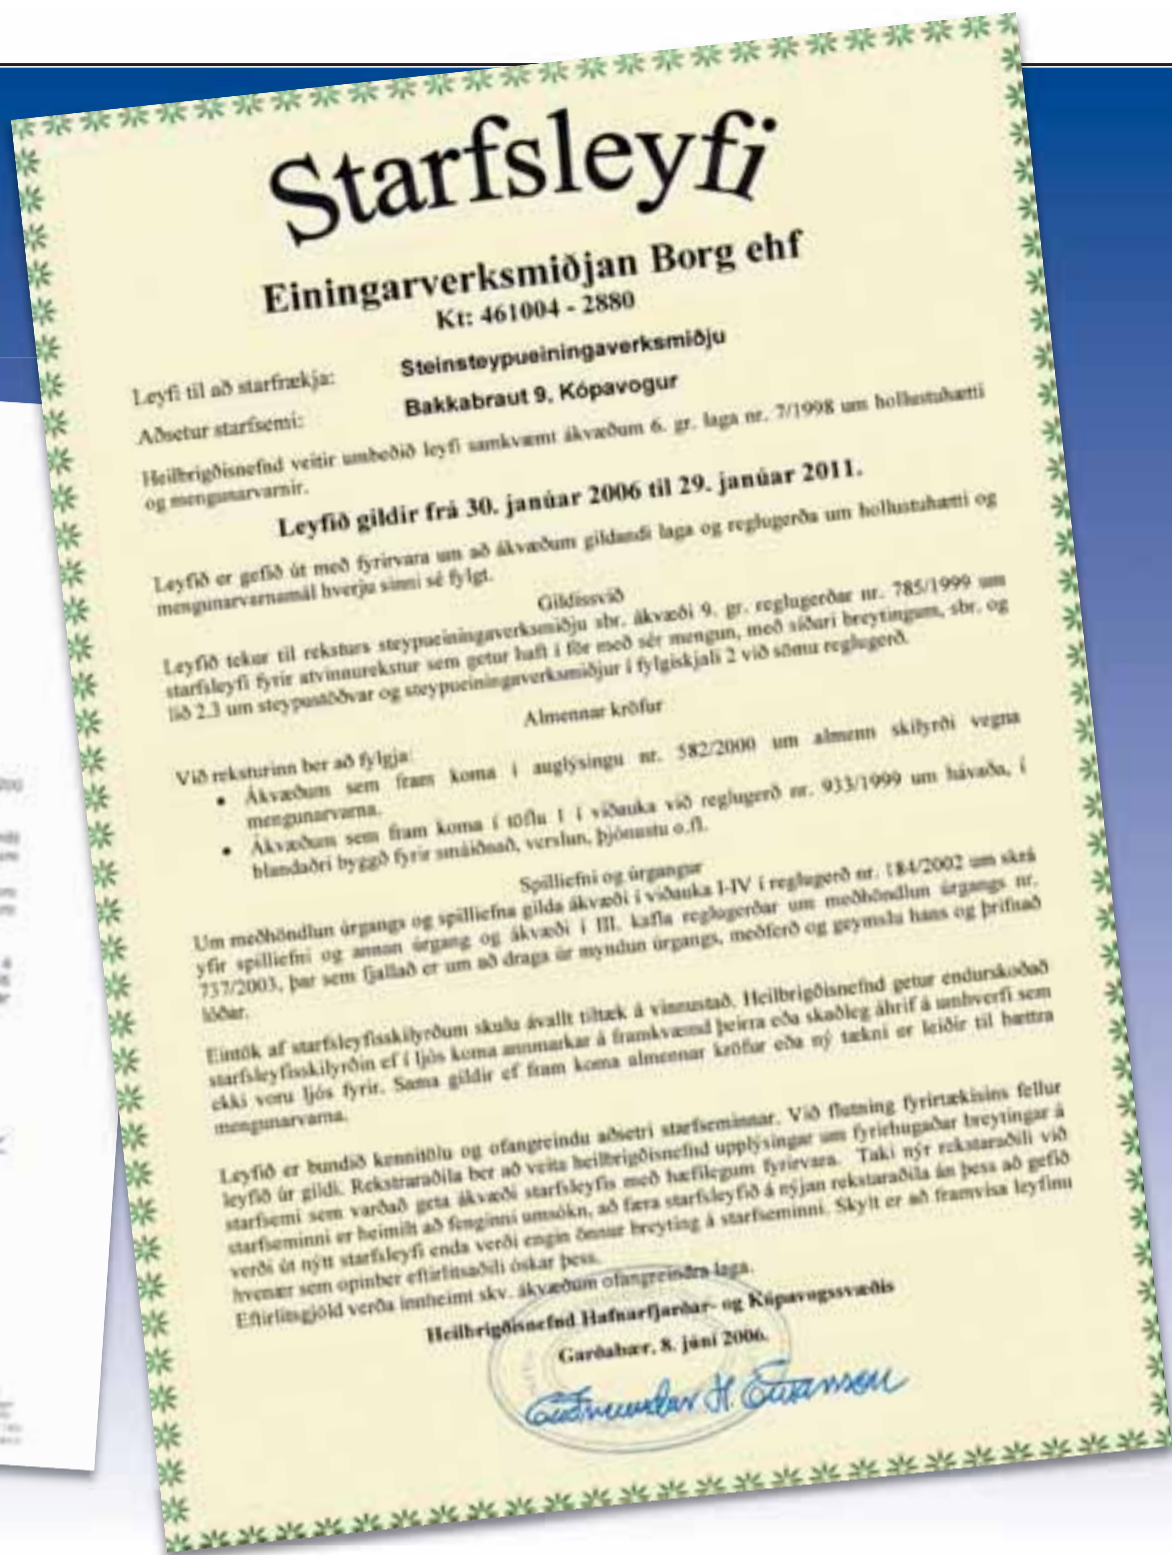 Starfsleyfi
Einingarverksmiðjan Borg ehf
Kt: 461004 - 2880
Leyfi til að starfrækja: Steinsteypueiningaverksmiðju
Aðsetur starfsemi: Bakkabraut 9, Kópavogur
Heilbrigðisnefnd veitir umbeðið leyfi samkvæmt ákvæðum 6. gr. laga nr. 7/1998 um hollustuhætti
og mengunarvarnir.
Leyfið gildir frá 30. janúar 2006 til 29. janúar 2011.
Leyfið er gefið út með fyrirvara um að ákvæðum gildandi laga og reglugerða um hollustuhætti og
mengunarvarnamál hverju sinni sé fylgt.
Gildissvið
Leyfið tekur til reksturs steypueiningaverksmiðju sbr. ákvæði 9. gr. reglugerðar nr. 785/1999 um
starfsleyfi fyrir atvinnurekstur sem getur haft í för með sér mengun, með síðari breytingum, sbr. og
lið 2.3 um steypustöðvar og steypueiningaverksmiðjur í fylgiskjali 2 við sömu reglugerð.
Almennar kröfur
Við reksturinn ber að fylgja:
• Ákvæðum sem fram koma í auglýsingu nr. 582/2000 um almenn skilyrði vegna
mengunarvarna.
• Ákvæðum sem fram koma í töflu 1 í viðauka við reglugerð nr. 933/1999 um hávaða, í
blandaðri byggð fyrir smáiðnað, verslun, þjónustu o.fl.
Spilliefni og úrgangur
Um meðhöndlun úrgangs og spilliefna gilda ákvæði í viðauka I-IV í reglugerð nr. 184/2002 um skrá
yfir spilliefni og annan úrgang og ákvæði í III. kafla reglugerðar um meðhöndlun úrgangs nr.
737/2003, þar sem fjallað er um að draga úr myndun úrgangs, meðferð og geymslu hans og þrifnað
lóðar.
Eintök af starfsleyfisskilyrðum skulu ávallt tiltæk á vinnustað. Heilbrigðisnefnd getur endurskoðað
starfsleyfisskilyrðin ef í ljós koma annmarkar á framkvæmd þeirra eða skaðleg áhrif á umhverfi sem
ekki voru ljós fyrir. Sama gildir ef fram koma almennar kröfur eða ný tækni er leiðir til bættra
mengunarvarna.
Leyfið er bundið kennitölu og ofangreindu aðsetri starfseminnar. Við flutning fyrirtækisins fellur
leyfið úr gildi. Rekstraraðila ber að veita heilbrigðisnefnd upplýsingar um fyrirhugaðar breytingar á
starfsemi sem varðað geta ákvæði starfsleyfis með hæfilegum fyrirvara. Taki nýr rekstaraðili við
starfseminni er heimilt að fenginni umsókn, að færa starfsleyfið á nýjan rekstaraðila án þess að gefið
verði út nýtt starfsleyfi enda verði engin önnur breyting á starfseminni. Skylt er að framvísa leyfinu
hvenær sem opinber eftirlitsaðili óskar þess.
Eftirlitsgjöld verða innheimt skv. ákvæðum ofangreindra laga.
Heilbrigðisnefnd Hafnarfjarðar- og Kópavogssvæðis
Garðabær, 8. júní 2006.